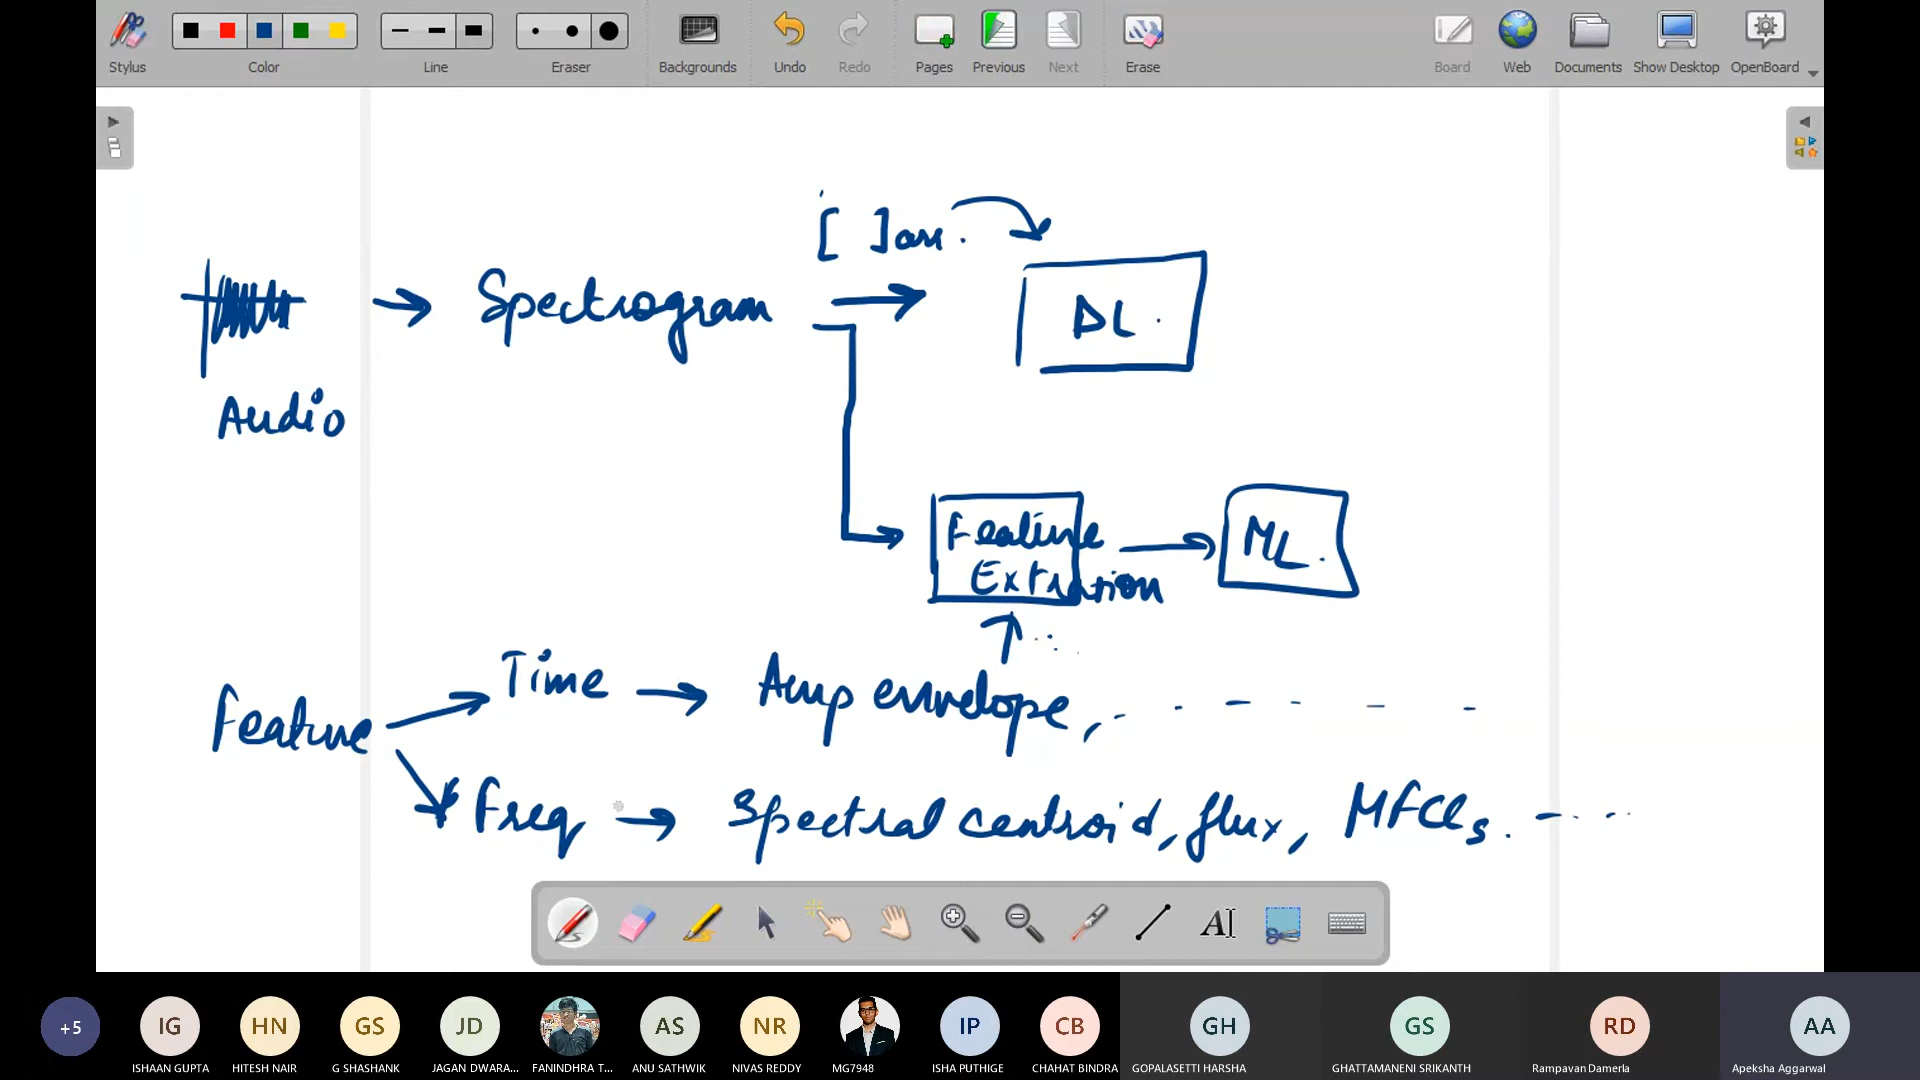 Stylus
Color
Line
Eraser
Backgrounds
Undo
Redo
Pages
Previous
Next
Erase
Board
Web
Documents
Show Desktop
OpenBoard
[ ]
Spectrogram
DL.
Audio
Feature
Extration
ML.
Feature
Time
Amp envelope,
Freq
Spectral centroid, flux, MFCCs.
+5
IG
HN
GS
JD
AS
NR
IP
CB
GH
GS
RD
AA
ISHAAN GUPTA
HITESH NAIR
G SHASHANK
JAGAN DWARA...
FANINDHRA T...
ANU SATHWIK
NIVAS REDDY
MG7948
ISHA PUTHIGE
CHAHAT BINDRA
GOPALASETTI HARSHA
GHATTAMANENI SRIKANTH
Rampavan Damerla
Apeksha Aggarwal